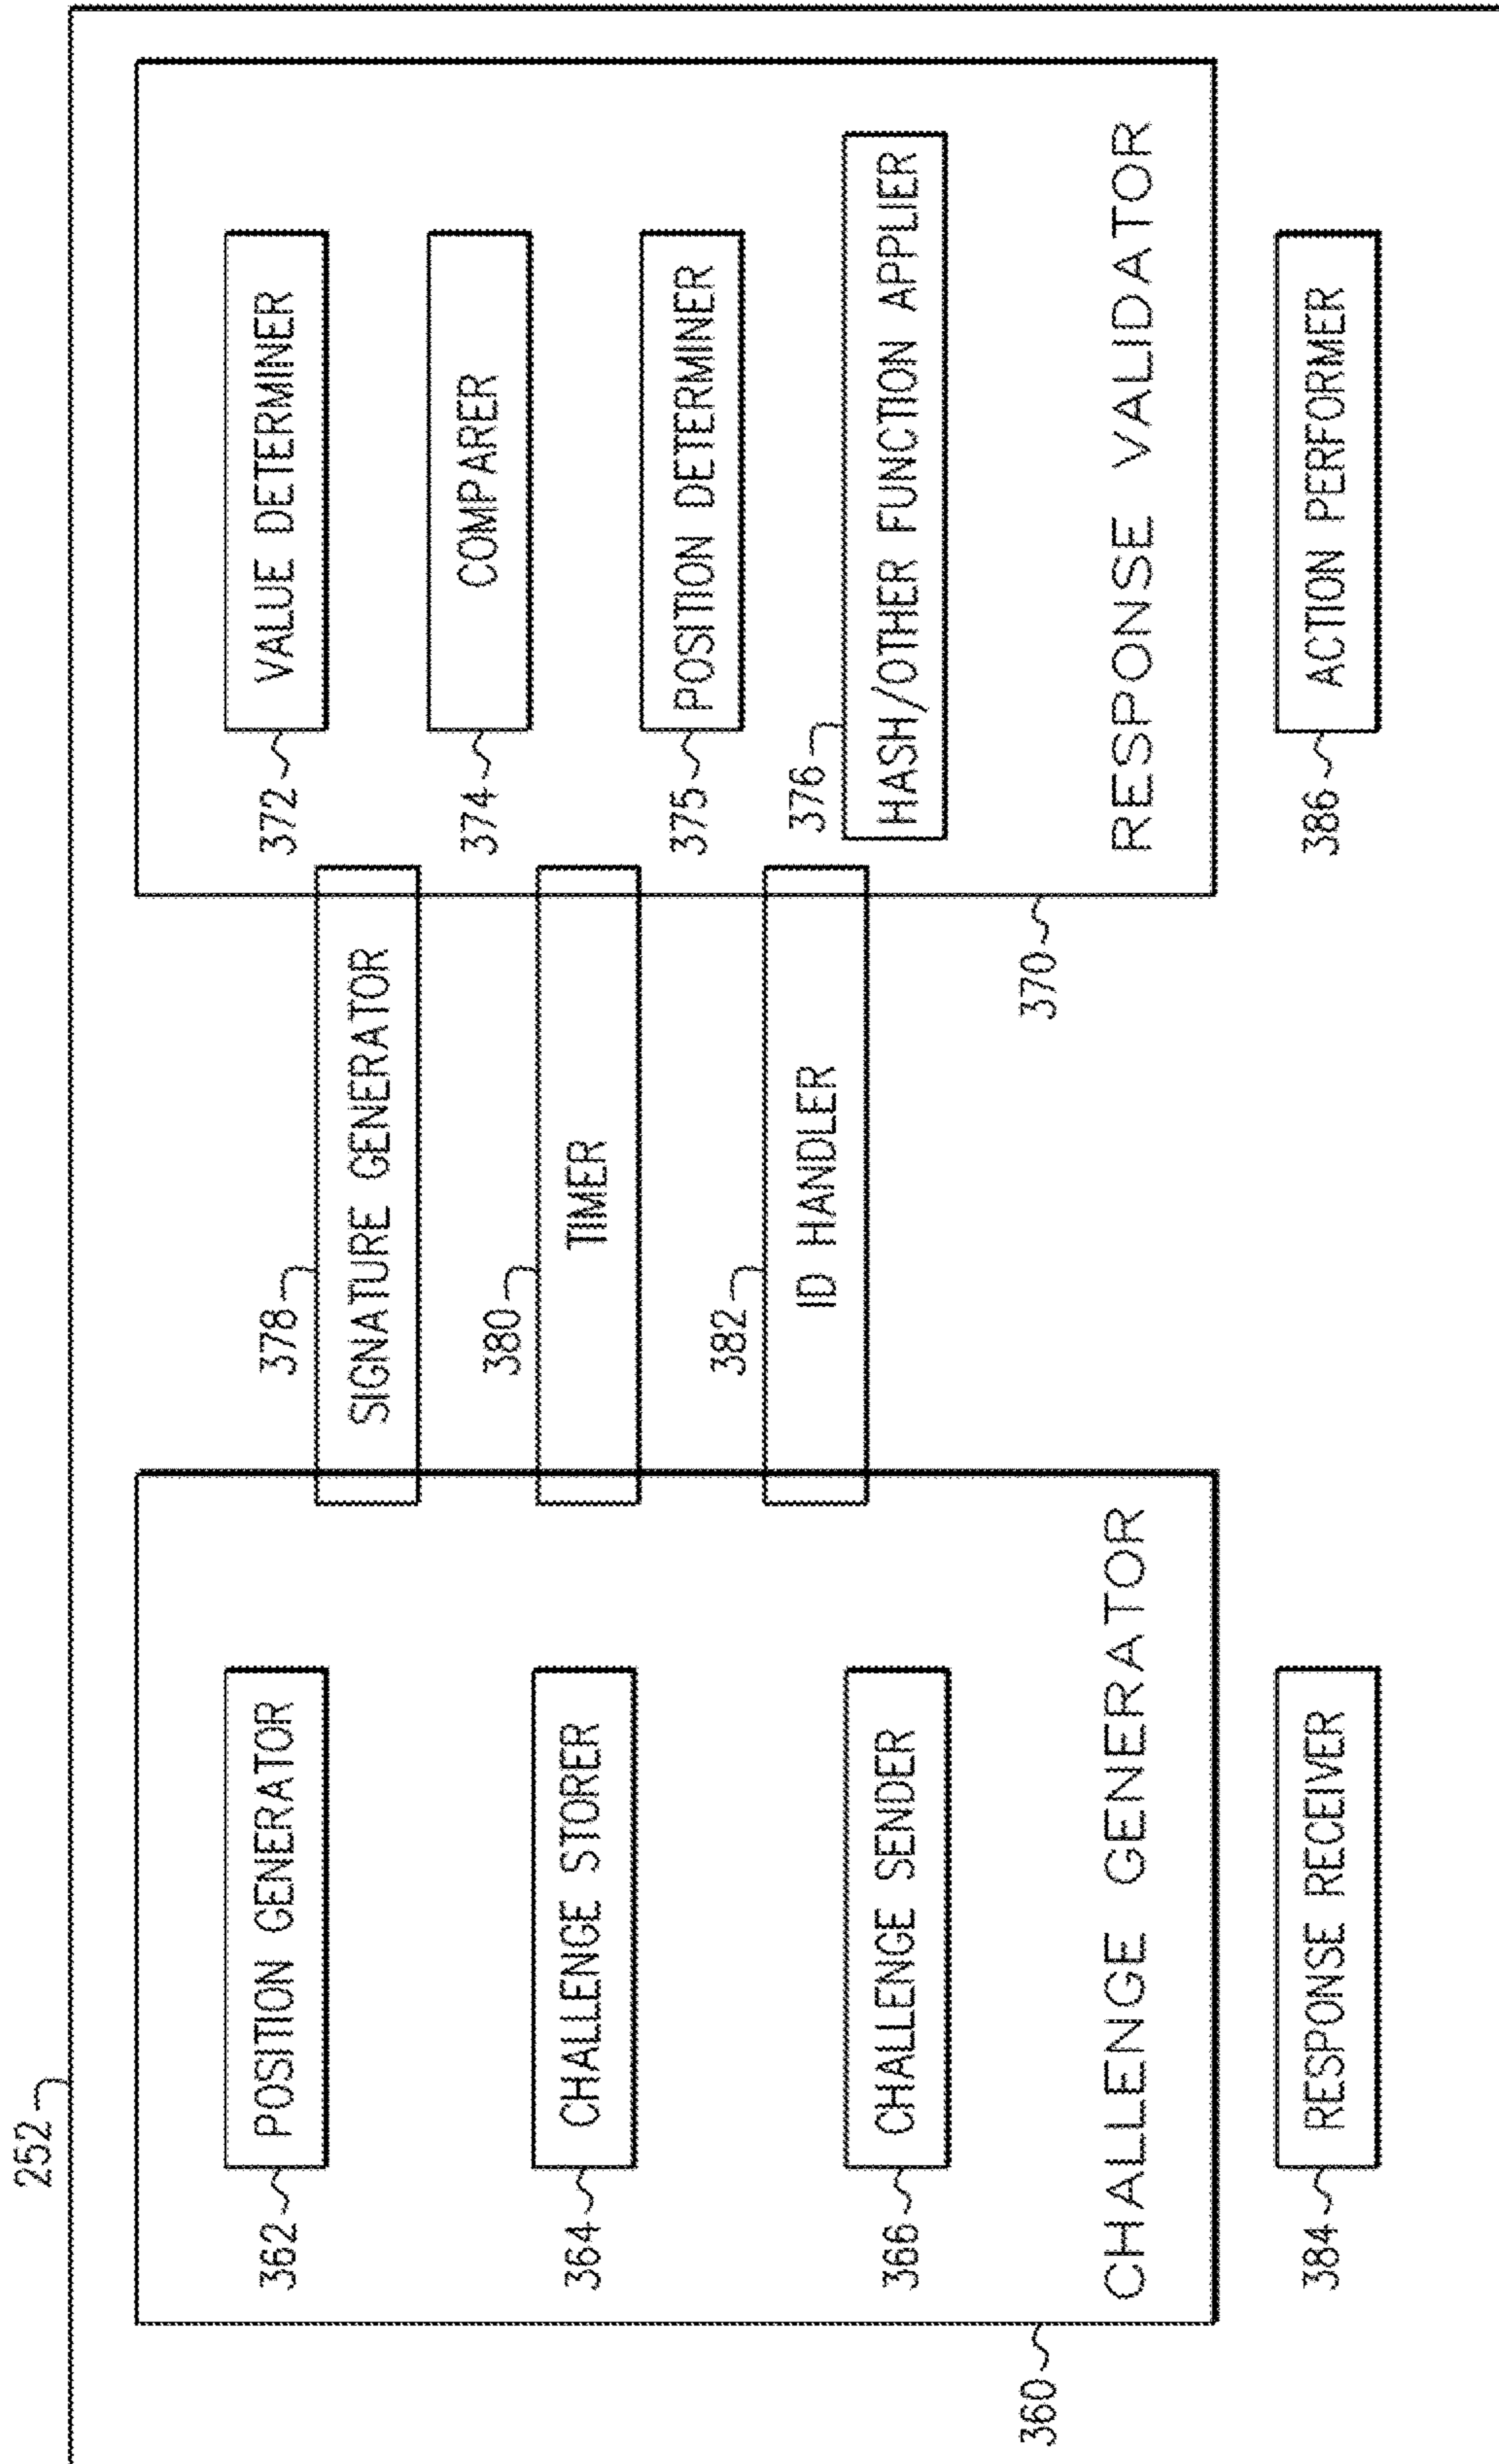 252
362
POSITION GENERATOR
364
CHALLENGE STORER
366
CHALLENGE SENDER
360
CHALLENGE GENERATOR
378
SIGNATURE GENERATOR
380
TIMER
382
ID HANDLER
372
VALUE DETERMINER
374
COMPARER
375
POSITION DETERMINER
376
HASH/OTHER FUNCTION APPLIER
370
RESPONSE VALIDATOR
384
RESPONSE RECEIVER
386
ACTION PERFORMER